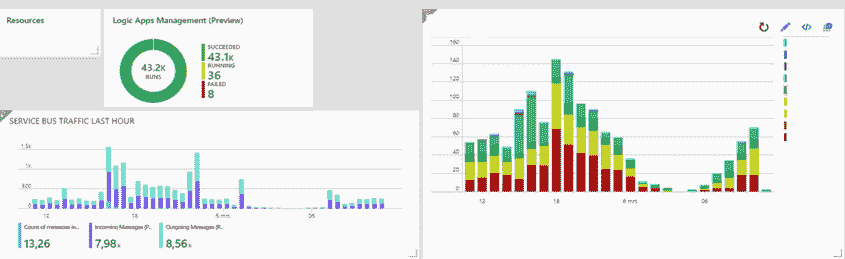 Resources
Logic Apps Management (Preview)
43.2K
RUNS
SUCCEEDED
43.1K
RUNNING
36
FAILED
8
SERVICE BUS TRAFFIC LAST HOUR
1,5k
1k
500
0
12
18
6 mrt.
06
Count of messages in...
13,26
Incoming Messages (P...
7,98k
Outgoing Messages (P...
8,56k
160
140
120
100
80
60
40
20
0
12
18
6 mrt.
06